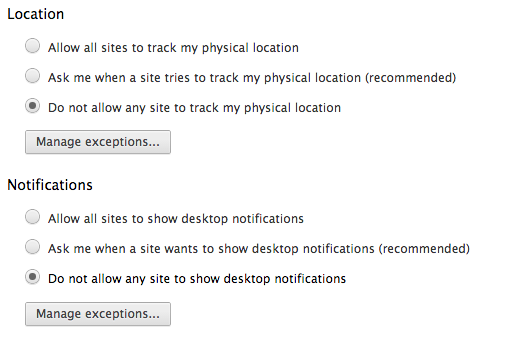 Location
Allow all sites to track my physical location
Ask me when a site tries to track my physical location (recommended)
Do not allow any site to track my physical location
Manage exceptions...
Notifications
Allow all sites to show desktop notifications
Ask me when a site wants to show desktop notifications (recommended)
Do not allow any site to show desktop notifications
Manage exceptions...